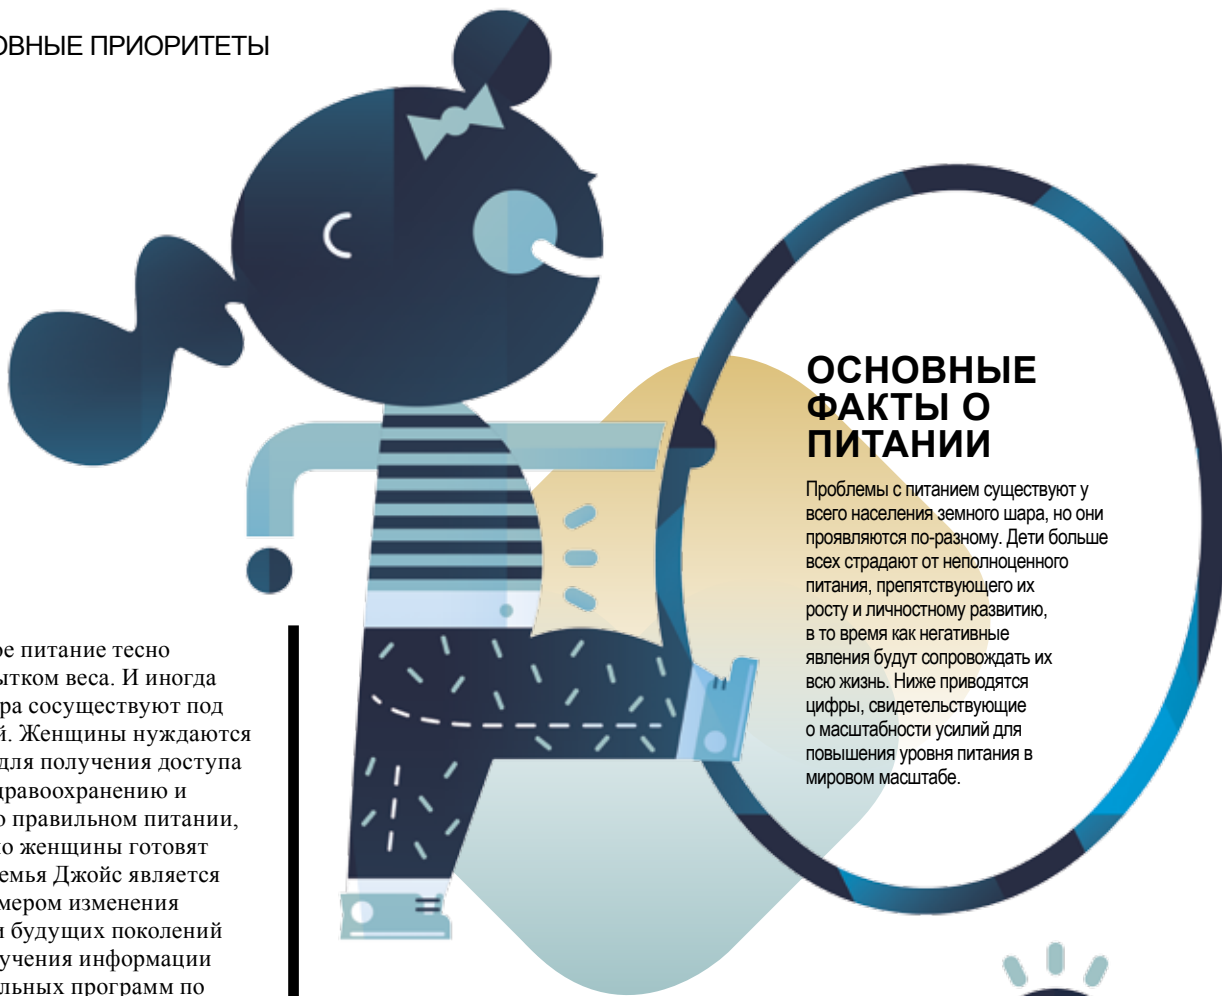 ОВНЫЕ ПРИОРИТЕТЫ
ое питание тесно
ытком веса. И иногда
ра сосуществуют под
й. Женщины нуждаются
для получения доступа
дравоохранению и
о правильном питании,
но женщины готовят
емья Джойс является
мером изменения
и будущих поколений
учения информации
льных программ по
ОСНОВНЫЕ
ФАКТЫ О
ПИТАНИИ
Проблемы с питанием существуют у
всего населения земного шара, но они
проявляются по-разному. Дети больше
всех страдают от неполноценного
питания, препятствующего их
росту и личностному развитию,
в то время как негативные
явления будут сопровождать их
всю жизнь. Ниже приводятся
цифры, свидетельствующие
о масштабности усилий для
повышения уровня питания в
мировом масштабе.